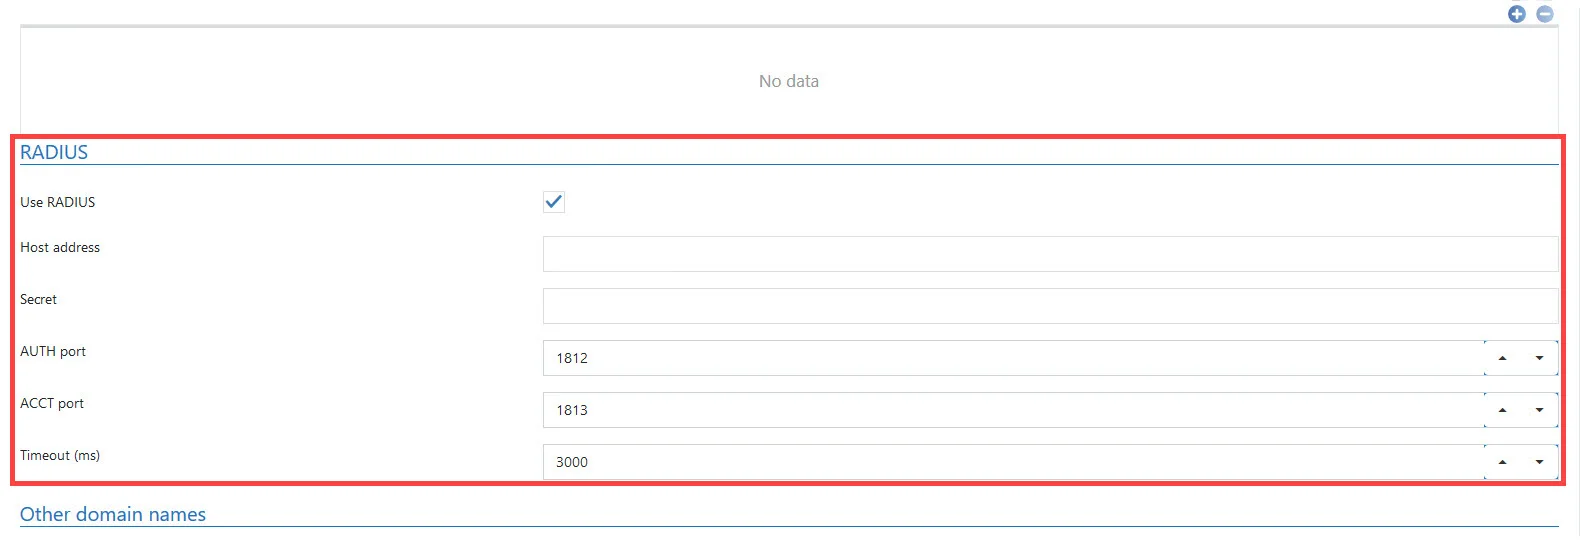 No data
RADIUS
Use RADIUS
Host address
Secret
AUTH port
1812
ACCT port
1813
Timeout (ms)
3000
Other domain names